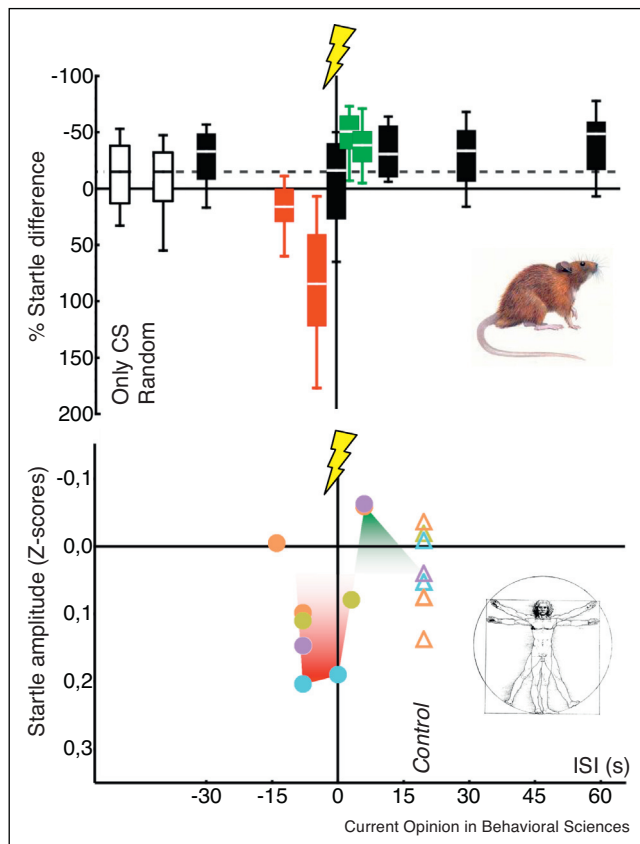 -100
-50
0
50
100
150
200
% Startle difference
Only CS
Random
-0,1
0,0
0,1
0,2
0,3
Startle amplitude (Z-scores)
Control
ISI (s)
-30 -15 0 15 30 45 60
Current Opinion in Behavioral Sciences